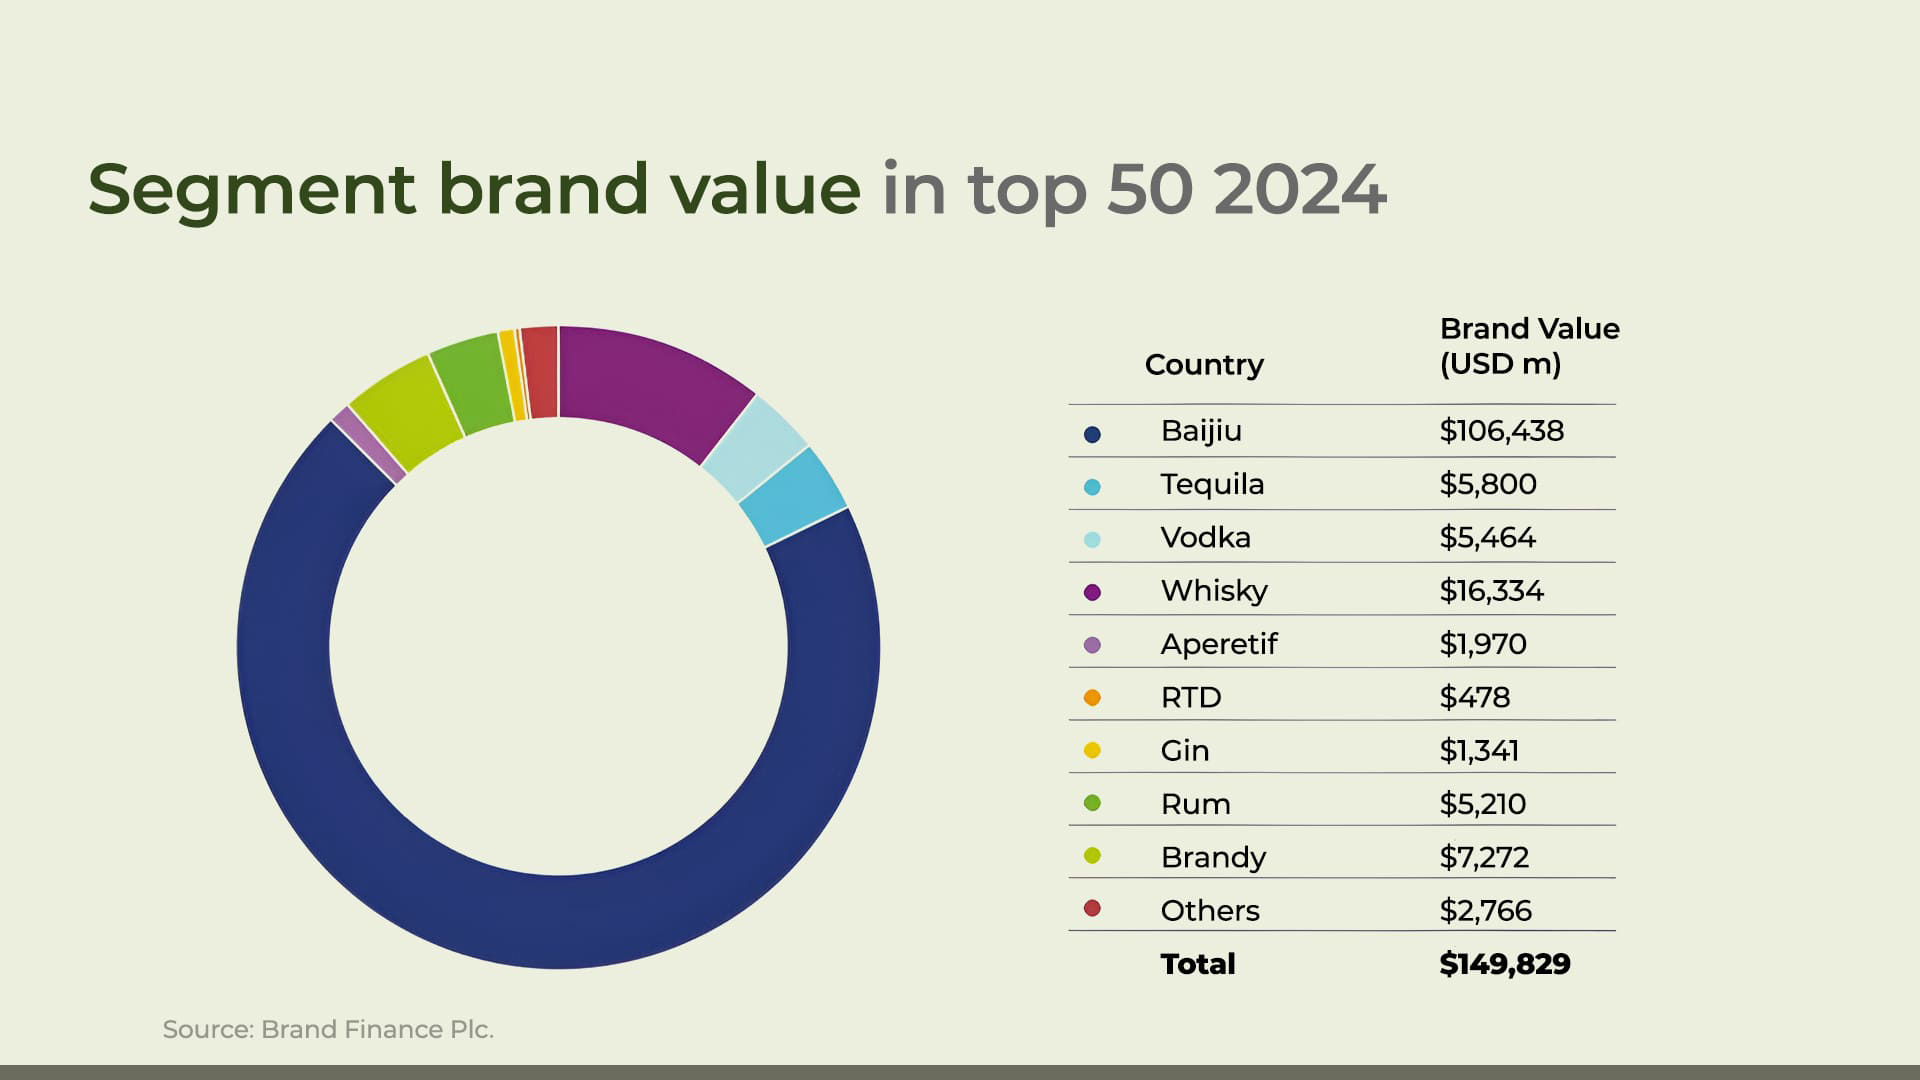 Segment brand value in top 50 2024
Country Brand Value (USD m)
Baijiu $106,438
Tequila $5,800
Vodka $5,464
Whisky $16,334
Aperetif $1,970
RTD $478
Gin $1,341
Rum $5,210
Brandy $7,272
Others $2,766
Total $149,829
Source: Brand Finance Plc.